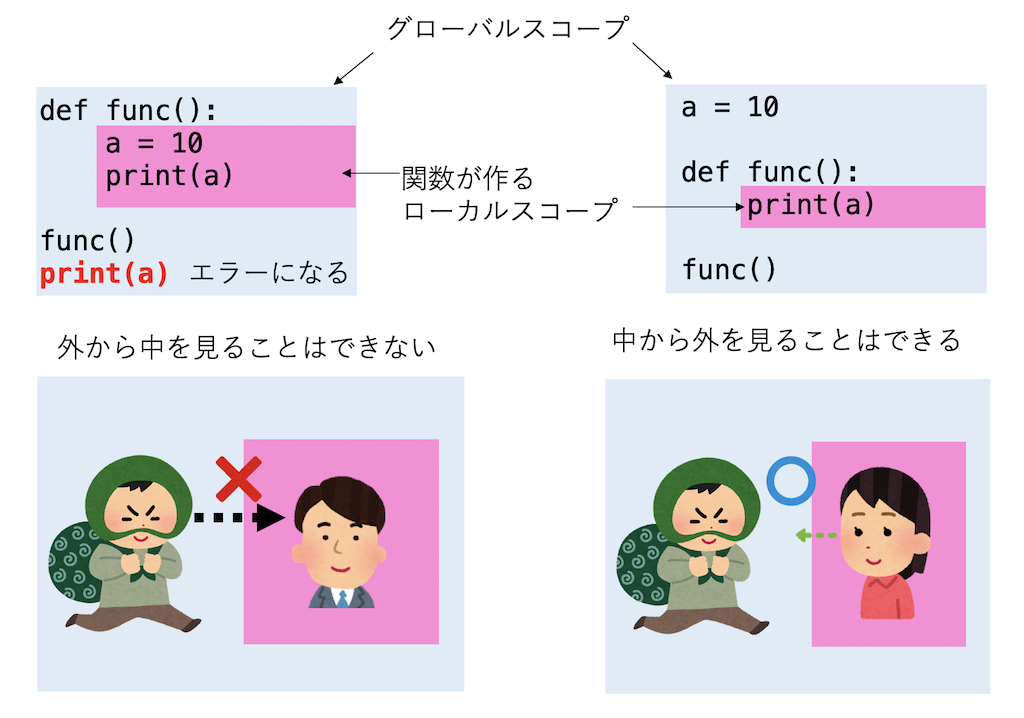 グローバルスコープ
def func():
    a = 10
    print(a)
func()
print(a) エラーになる
関数が作る
ローカルスコープ
a = 10
def func():
    print(a)
func()
外から中を見ることはできない
中から外を見ることはできる